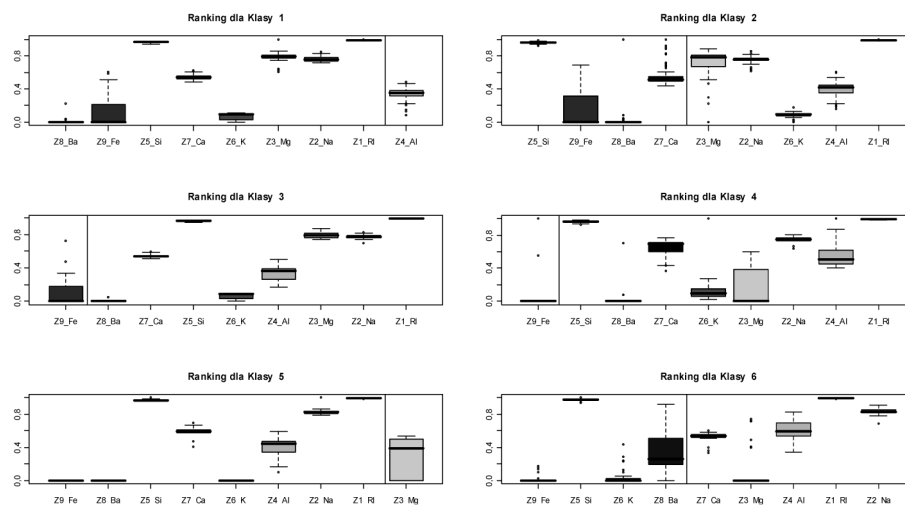 Ranking dla Klasy 1
0.0 0.4 0.8
Z8_Ba Z9_Fe Z5_Si Z7_Ca Z6_K Z3_Mg Z2_Na Z1_RI Z4_Al
Ranking dla Klasy 2
0.0 0.4 0.8
Z5_Si Z9_Fe Z8_Ba Z7_Ca Z3_Mg Z2_Na Z6_K Z4_Al Z1_RI
Ranking dla Klasy 3
0.0 0.4 0.8
Z9_Fe Z8_Ba Z7_Ca Z5_Si Z6_K Z4_Al Z3_Mg Z2_Na Z1_RI
Ranking dla Klasy 4
0.0 0.4 0.8
Z9_Fe Z5_Si Z8_Ba Z7_Ca Z6_K Z3_Mg Z2_Na Z4_Al Z1_RI
Ranking dla Klasy 5
0.0 0.4 0.8
Z9_Fe Z8_Ba Z5_Si Z7_Ca Z6_K Z4_Al Z2_Na Z1_RI Z3_Mg
Ranking dla Klasy 6
0.0 0.4 0.8
Z9_Fe Z5_Si Z6_K Z8_Ba Z7_Ca Z3_Mg Z4_Al Z1_RI Z2_Na